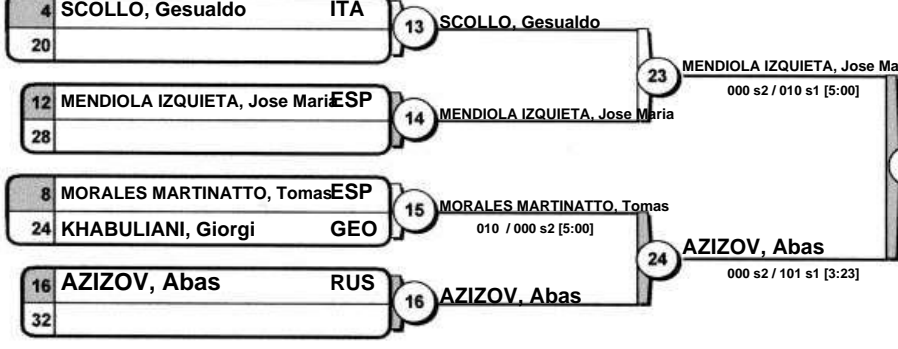 4 SCOLLO, Gesualdo ITA
20
13 SCOLLO, Gesualdo
12 MENDIOLA IZQUIETA, Jose Maria ESP
28
14 MENDIOLA IZQUIETA, Jose Maria
23 MENDIOLA IZQUIETA, Jose Ma
000 s2 / 010 s1 [5:00]
8 MORALES MARTINATTO, Tomas ESP
24 KHABULIANI, Giorgi GEO
15 MORALES MARTINATTO, Tomas
010 / 000 s2 [5:00]
16 AZIZOV, Abas RUS
32
16 AZIZOV, Abas
24 AZIZOV, Abas
000 s2 / 101 s1 [3:23]